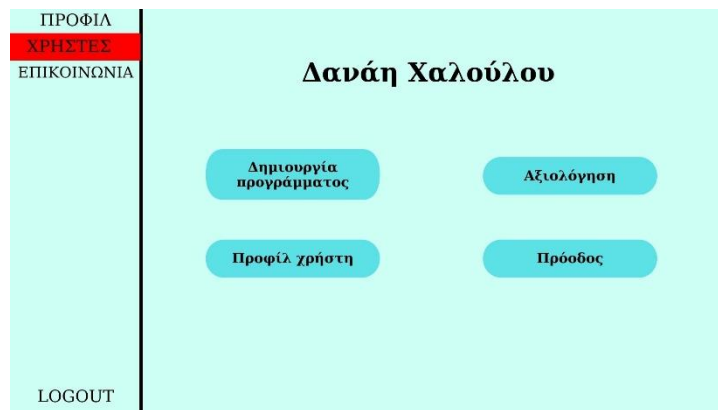 ΠΡΟΦΙΛ
ΧΡΗΣΤΕΣ
ΕΠΙΚΟΙΝΩΝΙΑ
Δανάη Χαλούλου
Δημιουργία
προγράμματος
Αξιολόγηση
Προφίλ χρήστη
Πρόοδος
LOGOUT